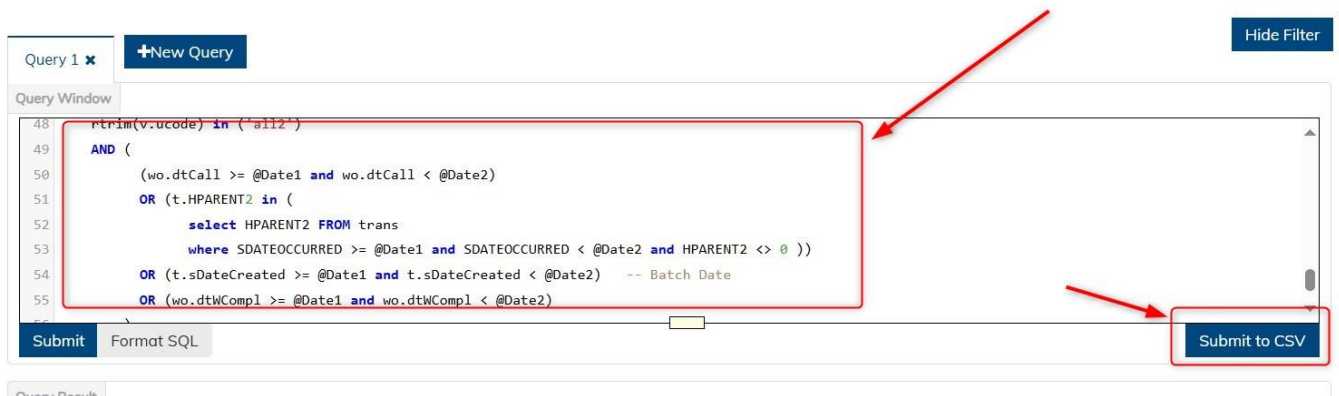 Hide Filter
Query 1 ✖
+New Query
Query Window
48 rtrim(v.ucode) in ('all2')
49 AND (
50 (wo.dtCall >= @Date1 and wo.dtCall < @Date2)
51 OR (t.HPARENT2 in (
52 select HPARENT2 FROM trans
53 where SDATEOCCURRED >= @Date1 and SDATEOCCURRED < @Date2 and HPARENT2 <> 0 ))
54 OR (t.sDateCreated >= @Date1 and t.sDateCreated < @Date2) -- Batch Date
55 OR (wo.dtWCompl >= @Date1 and wo.dtWCompl < @Date2)
Submit
Format SQL
Submit to CSV
Query Result